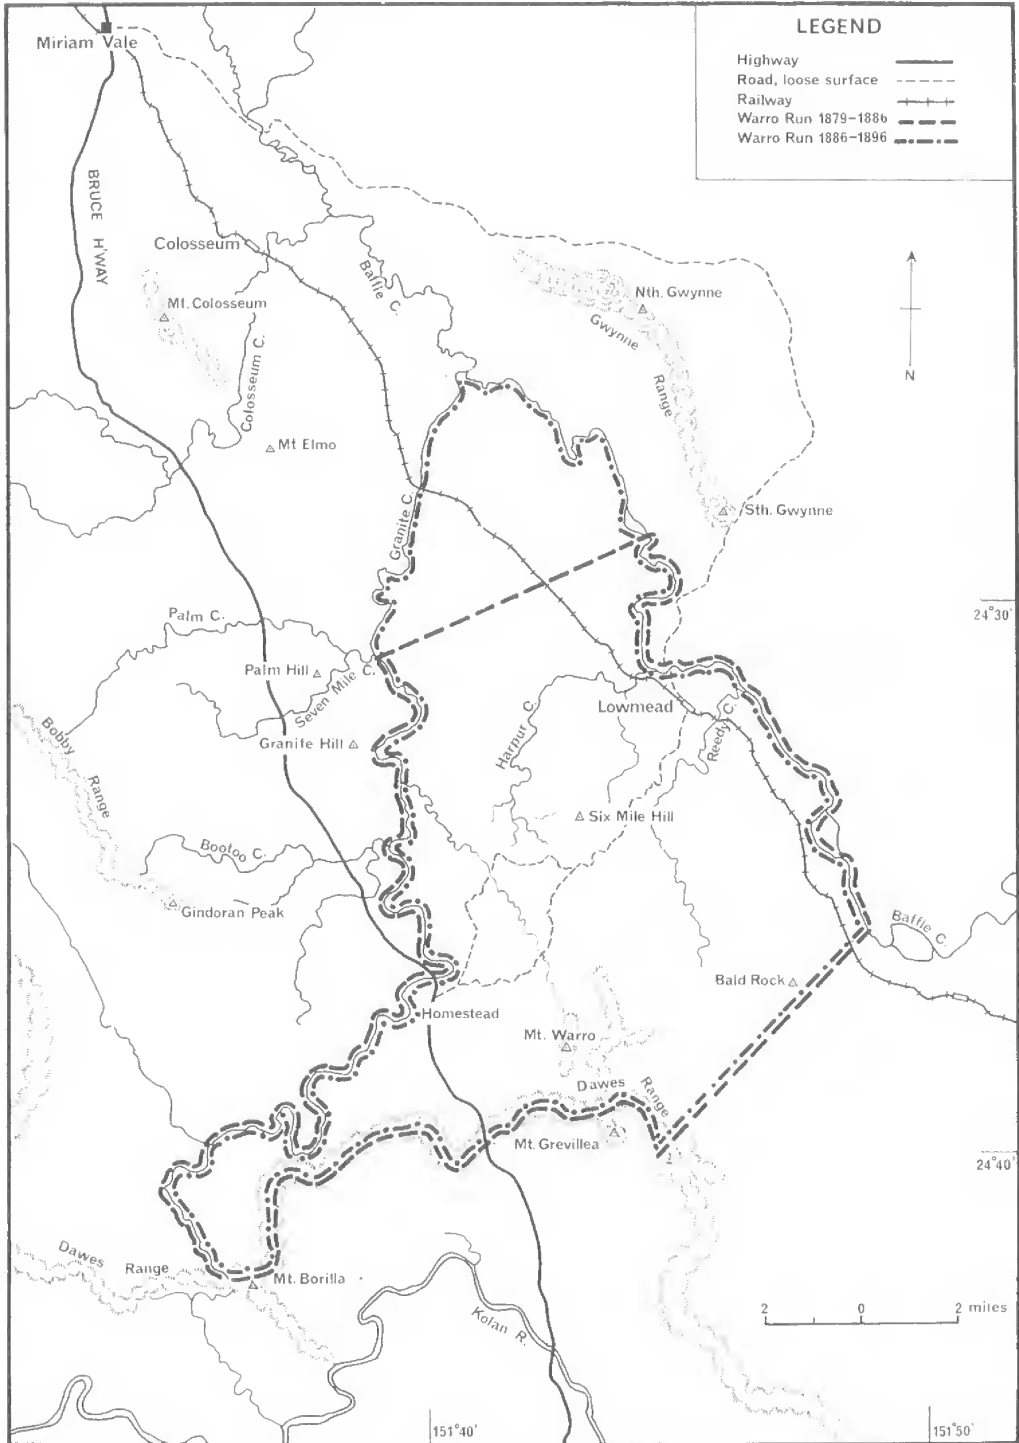 LEGEND
Highway
Road, loose surface
Railway
Warro Run 1879-1886
Warro Run 1886-1896
Miriam Vale
BRUCE H'WAY
Colosseum
Baffle C.
Mt. Colosseum
Colosseum C.
Nth. Gwynne
Gwynne
Range
N
Mt Elmo
Granite C.
Sth. Gwynne
24°30'
Palm C.
Palm Hill
Seven Mile C.
Lowmead
Harpur C.
Reedy C.
Bobby
Range
Granite Hill
Six Mile Hill
Bootoo C.
Gindoran Peak
Baffle C.
Bald Rock
Homestead
Mt. Warro
Dawes
Range
Mt. Grevillea
24°40'
Dawes
Range
Mt. Borilla
Kolan R.
2 0 2 miles
151°40'
151°50'